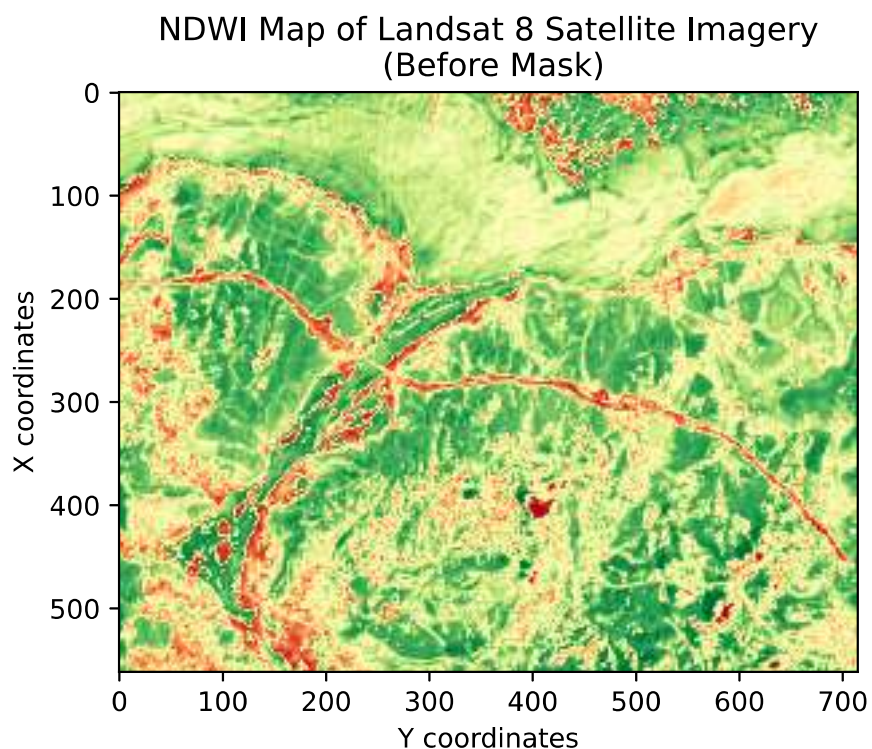 NDWI Map of Landsat 8 Satellite Imagery
(Before Mask)
0
100
200
300
400
500
X coordinates
0 100 200 300 400 500 600 700
Y coordinates